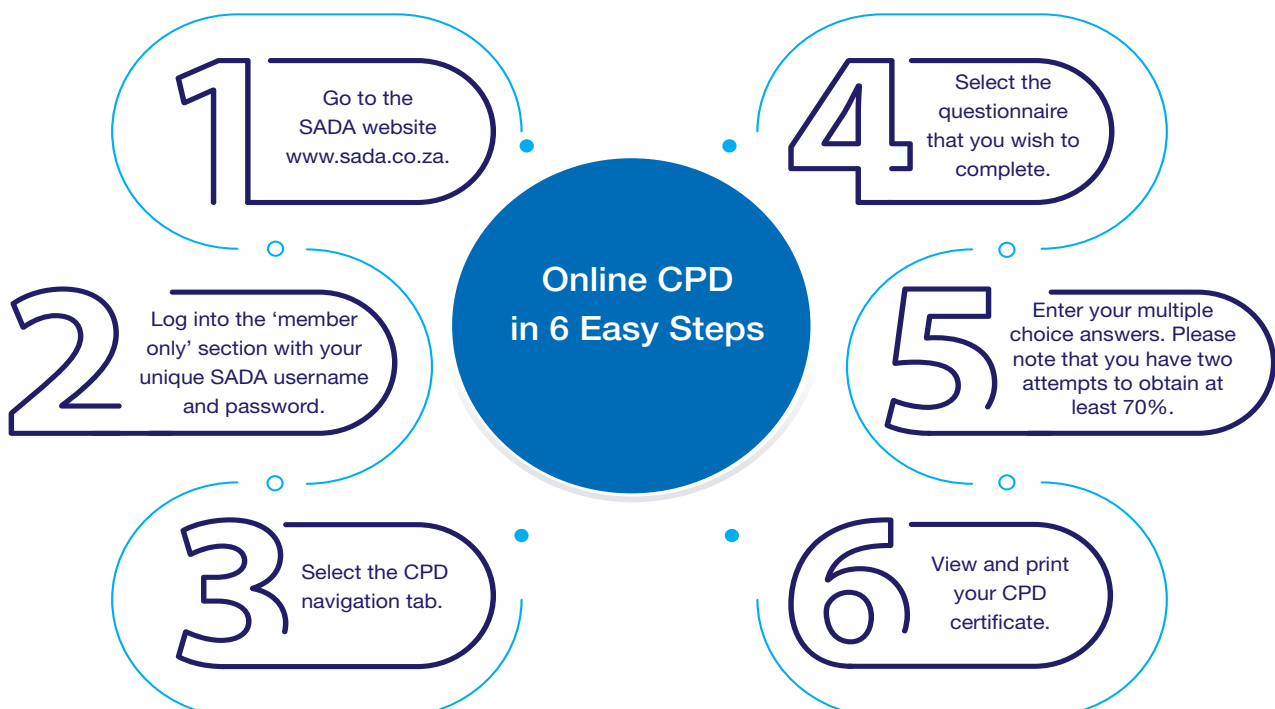 Online CPD
in 6 Easy Steps
1
Go to the
SADA website
www.sada.co.za.
2
Log into the ‘member
only’ section with your
unique SADA username
and password.
3
Select the CPD
navigation tab.
4
Select the
questionnaire
that you wish to
complete.
5
Enter your multiple
choice answers. Please
note that you have two
attempts to obtain at
least 70%.
6
View and print
your CPD
certificate.